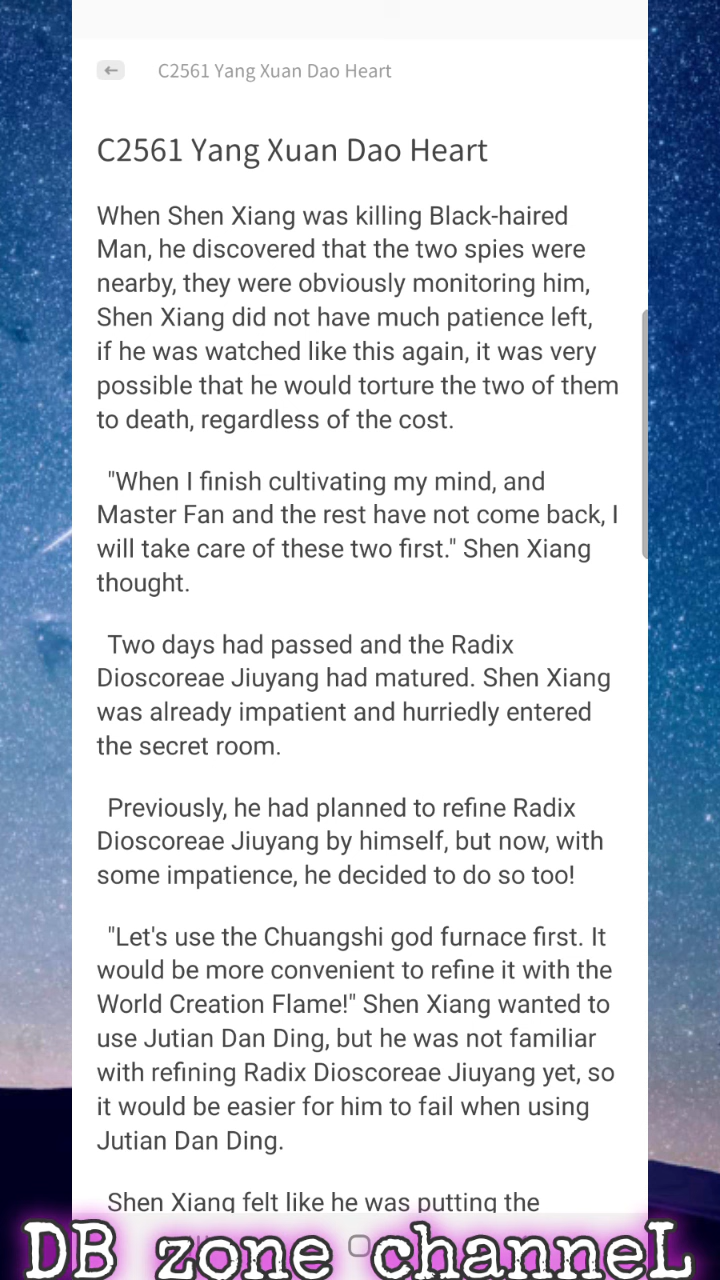 C2561 Yang Xuan Dao Heart
C2561 Yang Xuan Dao Heart
When Shen Xiang was killing Black-haired
Man, he discovered that the two spies were
nearby, they were obviously monitoring him,
Shen Xiang did not have much patience left,
if he was watched like this again, it was very
possible that he would torture the two of them
to death, regardless of the cost.
"When I finish cultivating my mind, and
Master Fan and the rest have not come back, I
will take care of these two first." Shen Xiang
thought.
Two days had passed and the Radix
Dioscoreae Jiuyang had matured. Shen Xiang
was already impatient and hurriedly entered
the secret room.
Previously, he had planned to refine Radix
Dioscoreae Jiuyang by himself, but now, with
some impatience, he decided to do so too!
"Let's use the Chuangshi god furnace first. It
would be more convenient to refine it with the
World Creation Flame!" Shen Xiang wanted to
use Jutian Dan Ding, but he was not familiar
with refining Radix Dioscoreae Jiuyang yet, so
it would be easier for him to fail when using
Jutian Dan Ding.
Shen Xiang felt like he was putting the
DB zone channeL